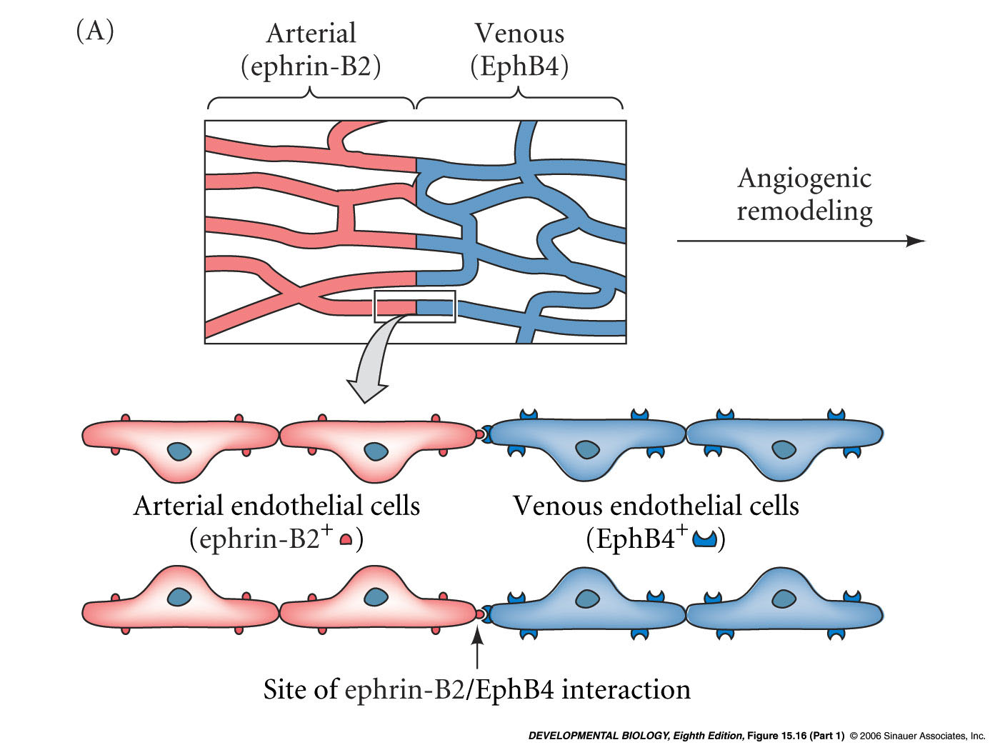 (A)
Arterial
(ephrin-B2)
Venous
(EphB4)
Angiogenic
remodeling
Arterial endothelial cells
(ephrin-B2+ )
Venous endothelial cells
(EphB4+ )
Site of ephrin-B2/EphB4 interaction
DEVELOPMENTAL BIOLOGY, Eighth Edition, Figure 15.16 (Part 1) © 2006 Sinauer Associates, Inc.